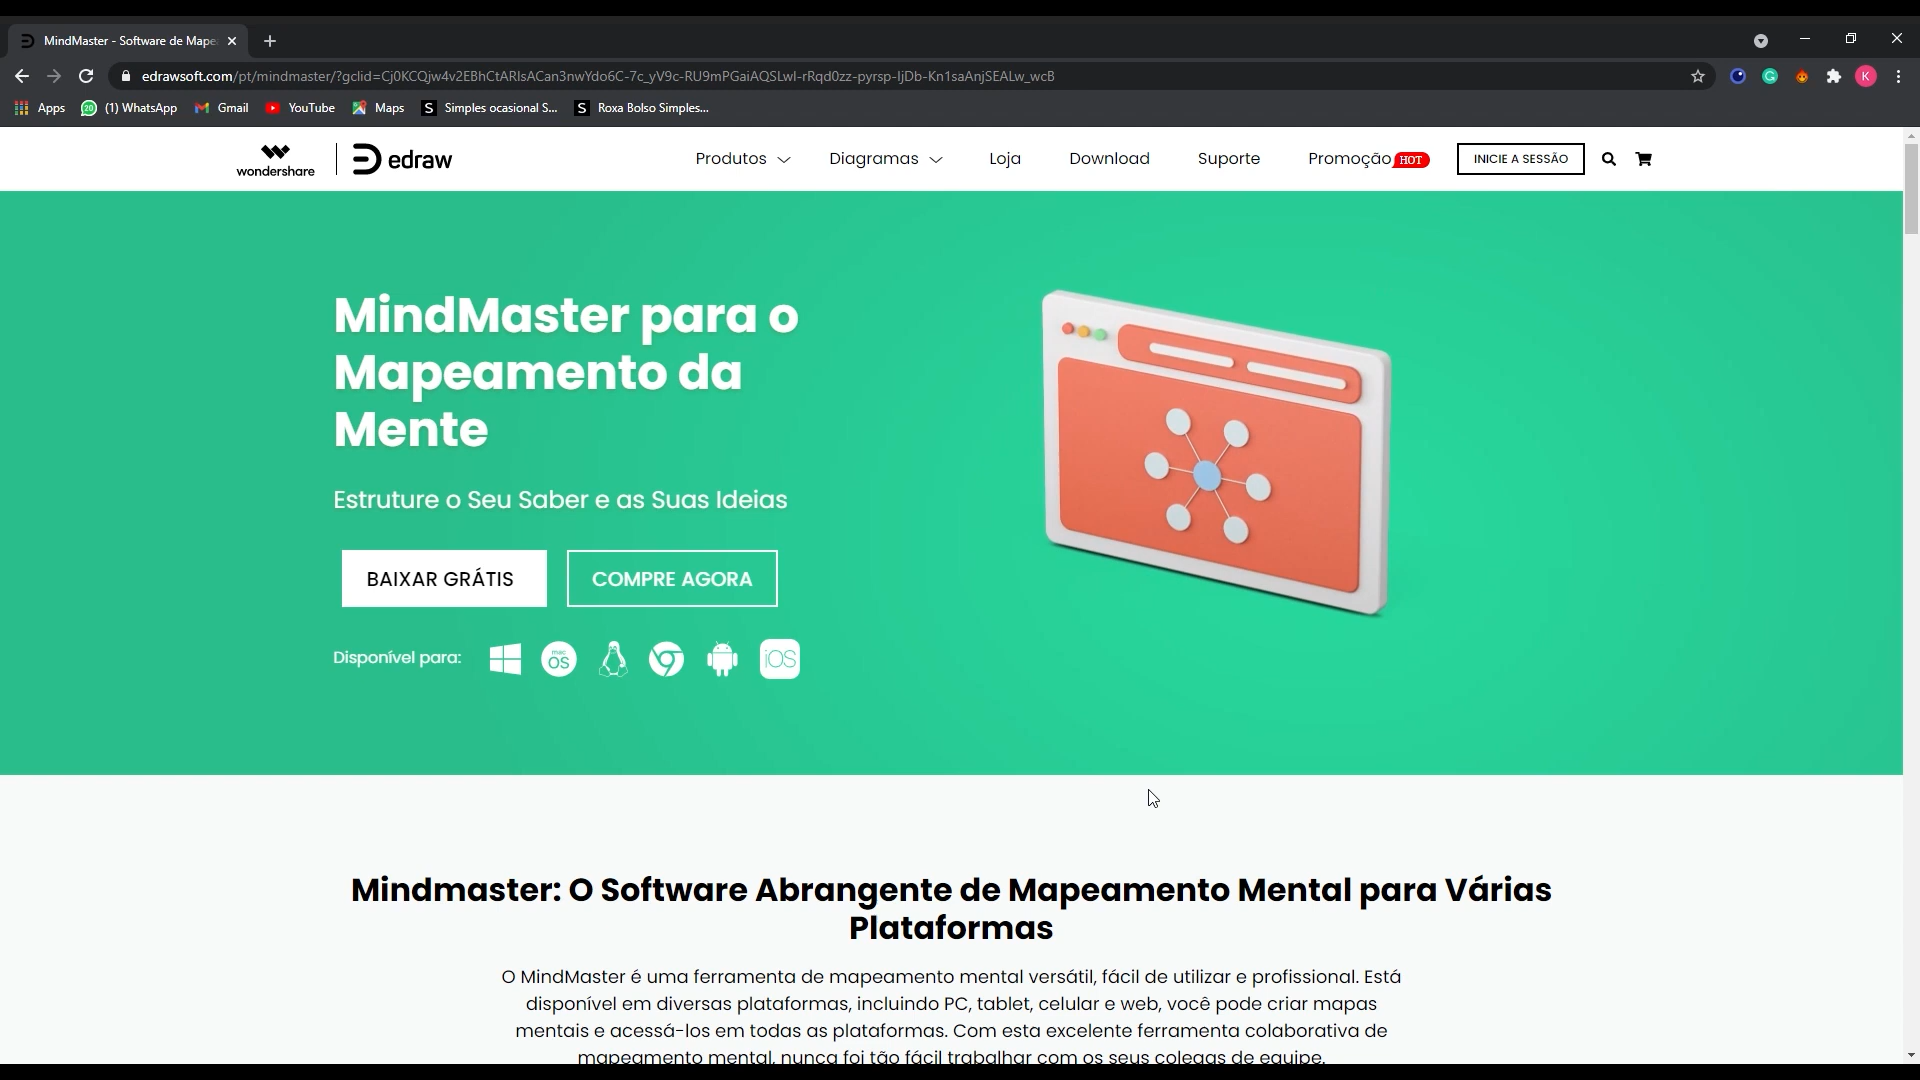 MindMaster - Software de Mape
edrawsoft.com/pt/mindmaster/?gclid=Cj0KCQjw4v2EBhCtARIsACan3nwYdo6C-7c_yV9c-RU9mPGaiAQSLwI-rRqd0zz-pyrsp-IjDb-Kn1saAnjSEALw_wcB
K
Apps 20 (1) WhatsApp Gmail YouTube Maps S Simples ocasional S... S Roxa Bolso Simples...
wondershare edraw Produtos Diagramas Loja Download Suporte Promoção HOT INICIE A SESSÃO
MindMaster para o
Mapeamento da
Mente
Estruture o Seu Saber e as Suas Ideias
BAIXAR GRÁTIS COMPRE AGORA
Disponível para: mac OS iOS
Mindmaster: O Software Abrangente de Mapeamento Mental para Várias
Plataformas
O MindMaster é uma ferramenta de mapeamento mental versátil, fácil de utilizar e profissional. Está
disponível em diversas plataformas, incluindo PC, tablet, celular e web, você pode criar mapas
mentais e acessá-los em todas as plataformas. Com esta excelente ferramenta colaborativa de
mapeamento mental, nunca foi tão fácil trabalhar com os seus colegas de equipe.